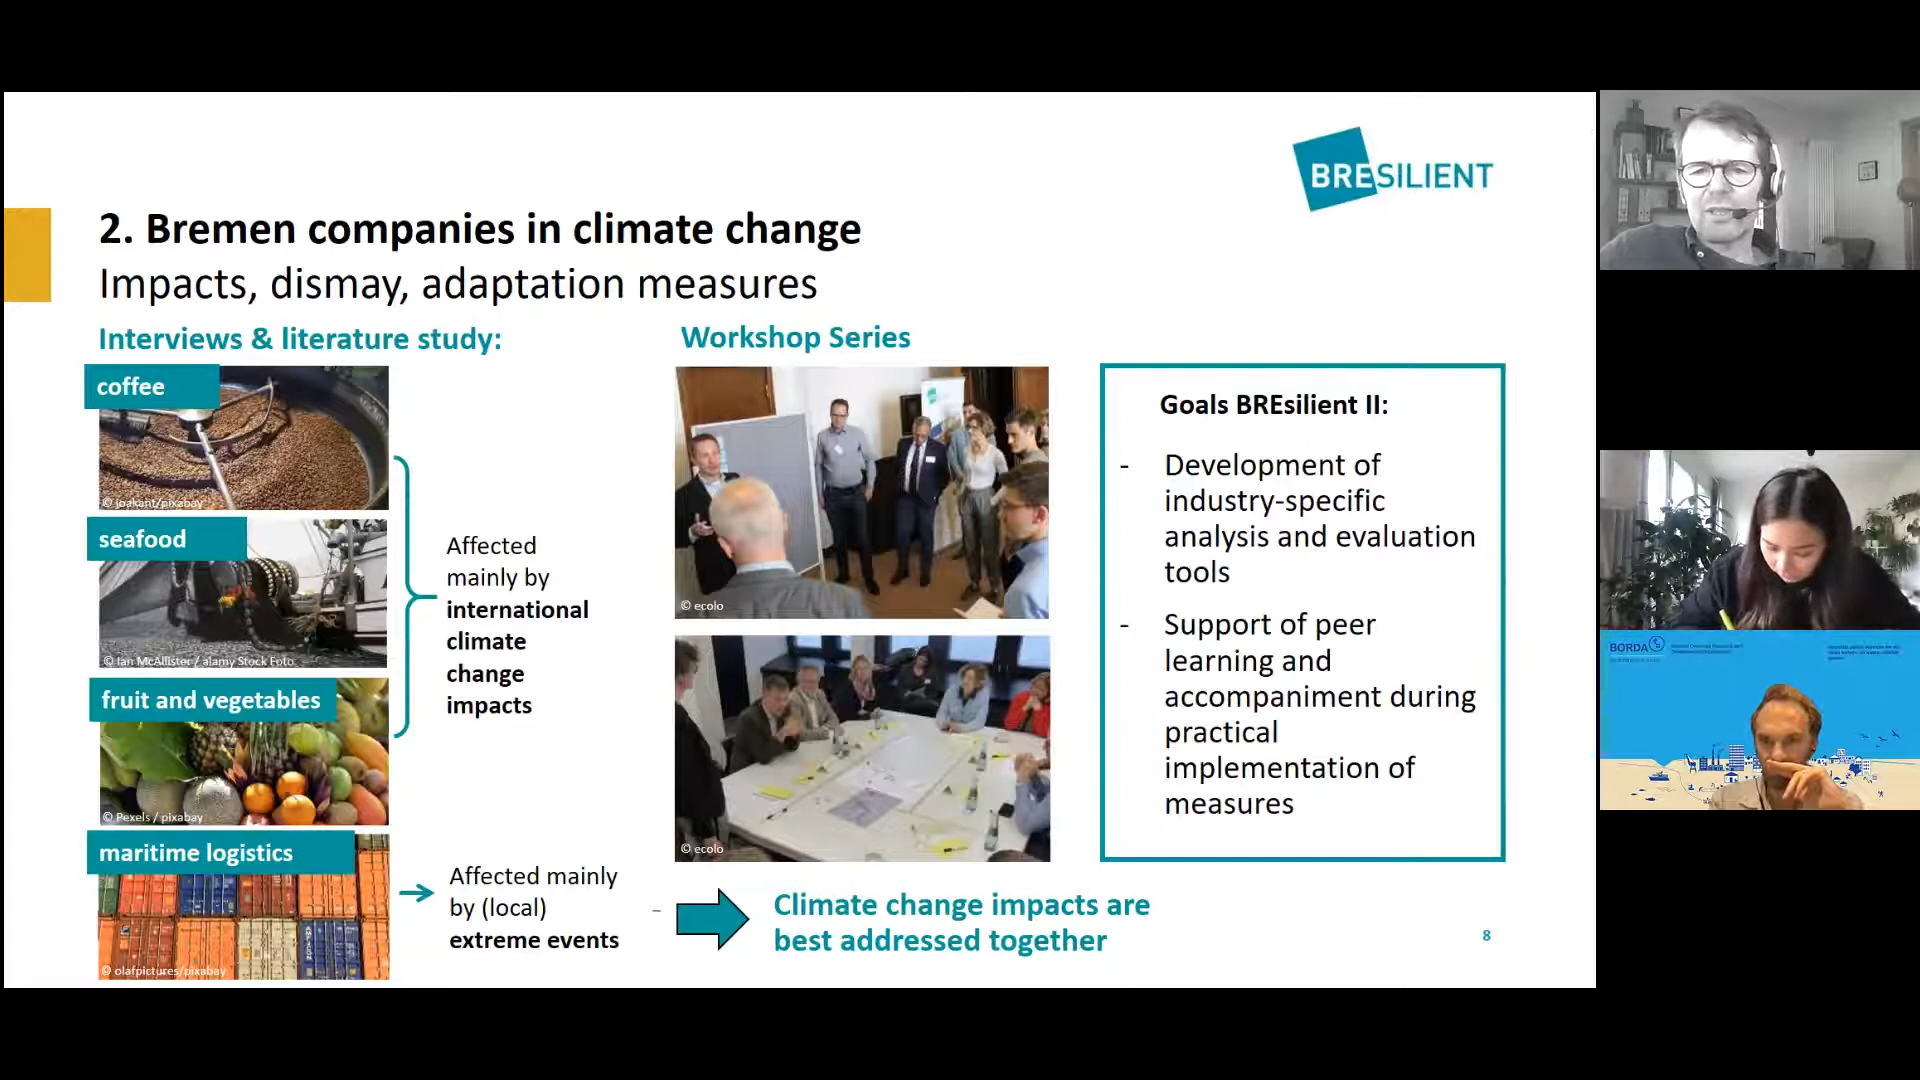 BRESILIENT
2. Bremen companies in climate change
Impacts, dismay, adaptation measures
Interviews & literature study:
coffee
© joakant/pixabay
seafood
© Ian McAllister / alamy Stock Foto
fruit and vegetables
© Pexels / pixabay
maritime logistics
© olafpictures/pixabay
Affected
mainly by
international
climate
change
impacts
Affected mainly
by (local)
extreme events
Workshop Series
© ecolo
© ecolo
–
Climate change impacts are
best addressed together
Goals BREsilient II:
- Development of
industry-specific
analysis and evaluation
tools
- Support of peer
learning and
accompaniment during
practical
implementation of
measures
8
BORDA